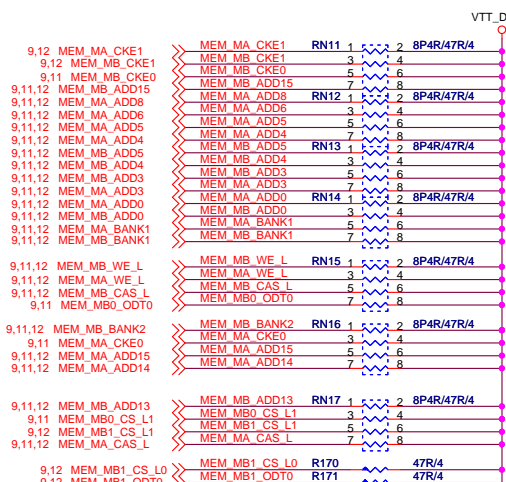 VTT_D
9,12 MEM_MA_CKE1 MEM_MA_CKE1 RN11 1 2 8P4R/47R/4
9,12 MEM_MB_CKE1 MEM_MB_CKE1 3 4
9,11 MEM_MB_CKE0 MEM_MB_CKE0 5 6
9,11,12 MEM_MB_ADD15 MEM_MB_ADD15 7 8
9,11,12 MEM_MA_ADD8 MEM_MA_ADD8 RN12 1 2 8P4R/47R/4
9,11,12 MEM_MA_ADD6 MEM_MA_ADD6 3 4
9,11,12 MEM_MA_ADD5 MEM_MA_ADD5 5 6
9,11,12 MEM_MA_ADD4 MEM_MA_ADD4 7 8
9,11,12 MEM_MB_ADD5 MEM_MB_ADD5 RN13 1 2 8P4R/47R/4
9,11,12 MEM_MB_ADD4 MEM_MB_ADD4 3 4
9,11,12 MEM_MB_ADD3 MEM_MB_ADD3 5 6
9,11,12 MEM_MA_ADD3 MEM_MA_ADD3 7 8
9,11,12 MEM_MA_ADD0 MEM_MA_ADD0 RN14 1 2 8P4R/47R/4
9,11,12 MEM_MB_ADD0 MEM_MB_ADD0 3 4
9,11,12 MEM_MA_BANK1 MEM_MA_BANK1 5 6
9,11,12 MEM_MB_BANK1 MEM_MB_BANK1 7 8
9,11,12 MEM_MB_WE_L MEM_MB_WE_L RN15 1 2 8P4R/47R/4
9,11,12 MEM_MA_WE_L MEM_MA_WE_L 3 4
9,11,12 MEM_MB_CAS_L MEM_MB_CAS_L 5 6
9,11 MEM_MB0_ODT0 MEM_MB0_ODT0 7 8
9,11,12 MEM_MB_BANK2 MEM_MB_BANK2 RN16 1 2 8P4R/47R/4
9,11 MEM_MA_CKE0 MEM_MA_CKE0 3 4
9,11,12 MEM_MA_ADD15 MEM_MA_ADD15 5 6
9,11,12 MEM_MA_ADD14 MEM_MA_ADD14 7 8
9,11,12 MEM_MB_ADD13 MEM_MB_ADD13 RN17 1 2 8P4R/47R/4
9,11 MEM_MB0_CS_L1 MEM_MB0_CS_L1 3 4
9,12 MEM_MB1_CS_L1 MEM_MB1_CS_L1 5 6
9,11,12 MEM_MA_CAS_L MEM_MA_CAS_L 7 8
9,12 MEM_MB1_CS_L0 MEM_MB1_CS_L0 R170 47R/4
9,12 MEM_MB1_ODT0 MEM_MB1_ODT0 R171 47R/4